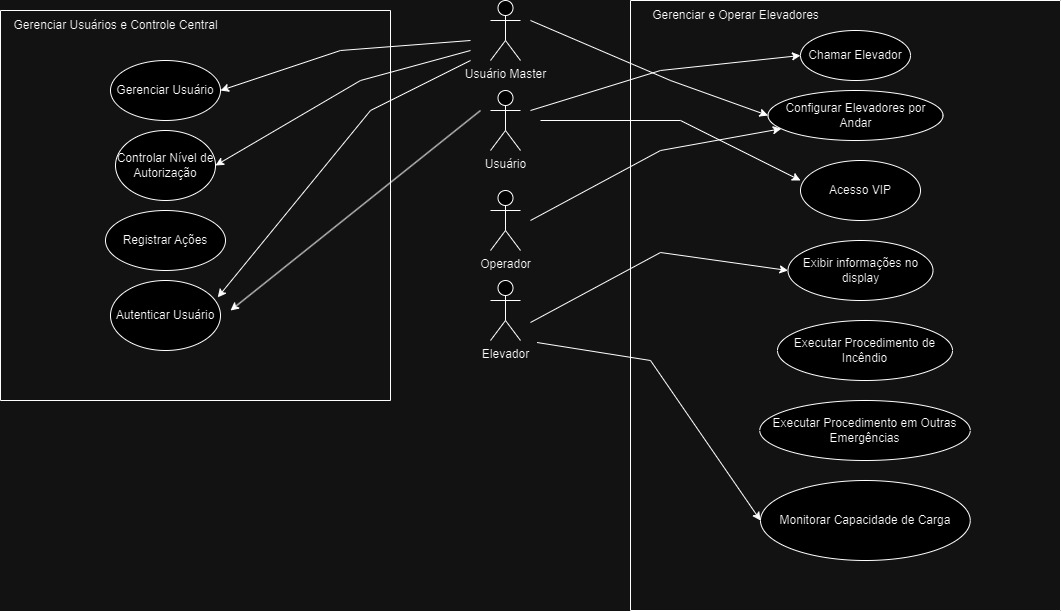 Gerenciar Usuários e Controle Central
Gerenciar Usuário
Controlar Nível de
Autorização
Registrar Ações
Autenticar Usuário
Usuário Master
Usuário
Operador
Elevador
Gerenciar e Operar Elevadores
Chamar Elevador
Configurar Elevadores por
Andar
Acesso VIP
Exibir informações no
display
Executar Procedimento de
Incêndio
Executar Procedimento em Outras
Emergências
Monitorar Capacidade de Carga